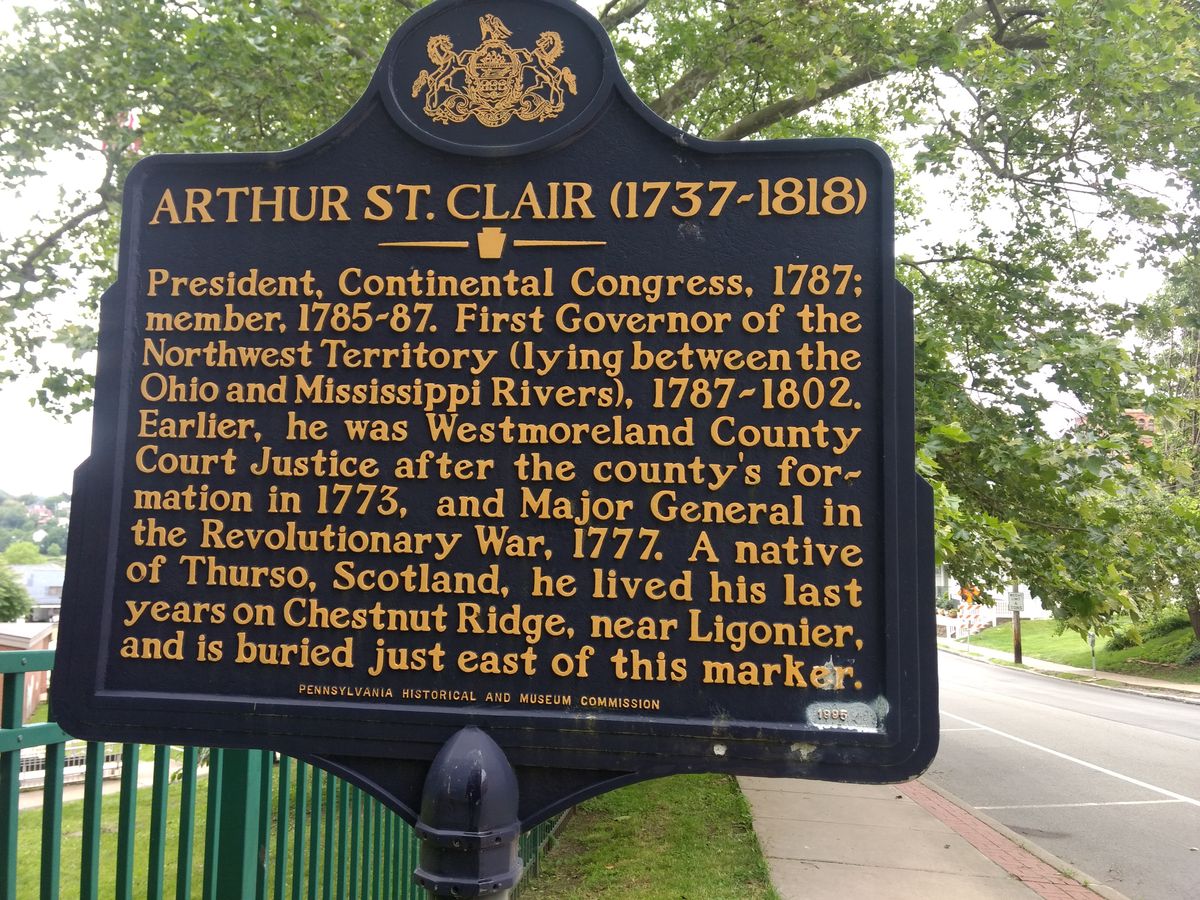 ARTHUR ST. CLAIR (1737-1818)
President, Continental Congress, 1787;
member, 1785-87. First Governor of the
Northwest Territory (lying between the
Ohio and Mississippi Rivers), 1787-1802.
Earlier, he was Westmoreland County
Court Justice after the county's for-
mation in 1773, and Major General in
the Revolutionary War, 1777. A native
of Thurso, Scotland, he lived his last
years on Chestnut Ridge, near Ligonier,
and is buried just east of this marker.
PENNSYLVANIA HISTORICAL AND MUSEUM COMMISSION
1995